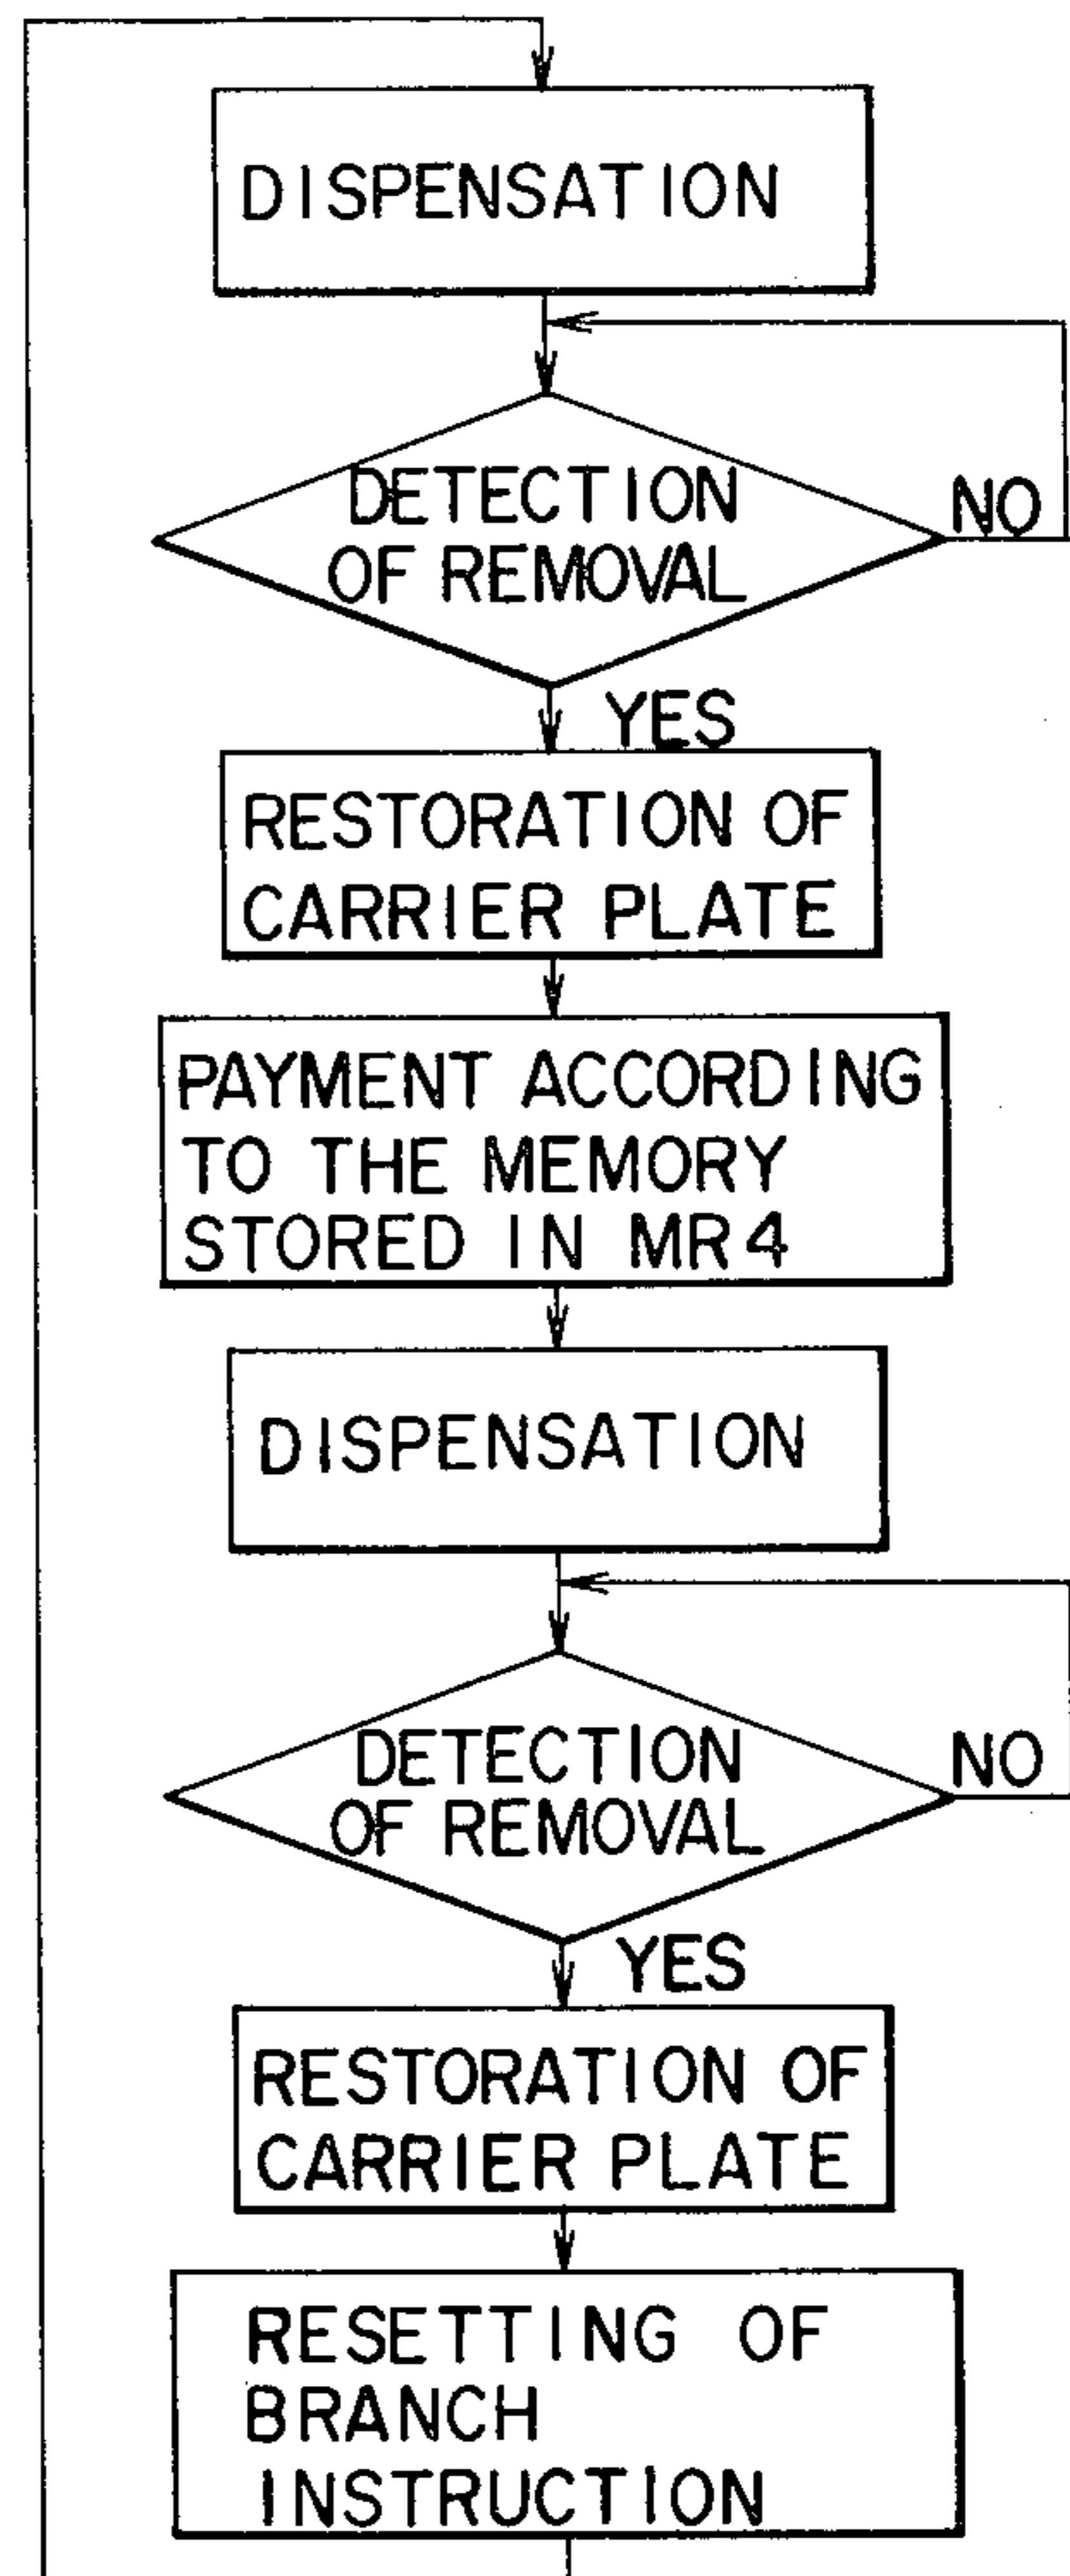 DISPENSATION
DETECTION
OF REMOVAL
NO
YES
RESTORATION OF
CARRIER PLATE
PAYMENT ACCORDING
TO THE MEMORY
STORED IN MR4
DISPENSATION
DETECTION
OF REMOVAL
NO
YES
RESTORATION OF
CARRIER PLATE
RESETTING OF
BRANCH
INSTRUCTION